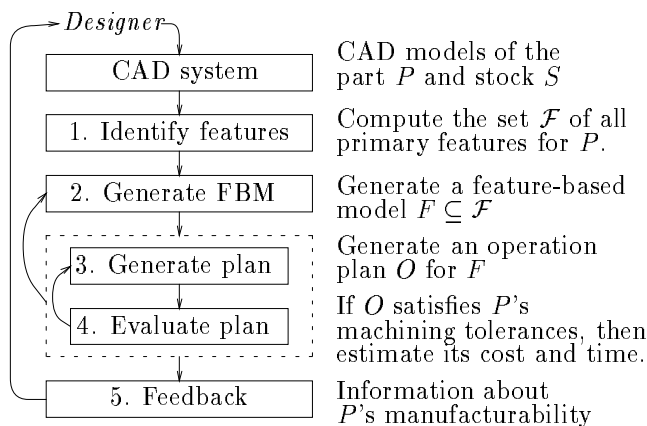 Designer
CAD system
CAD models of the
part P and stock S
1. Identify features
Compute the set ℱ of all
primary features for P.
2. Generate FBM
Generate a feature-based
model F ⊆ ℱ
3. Generate plan
Generate an operation
plan O for F
4. Evaluate plan
If O satisfies P's
machining tolerances, then
estimate its cost and time.
5. Feedback
Information about
P's manufacturability